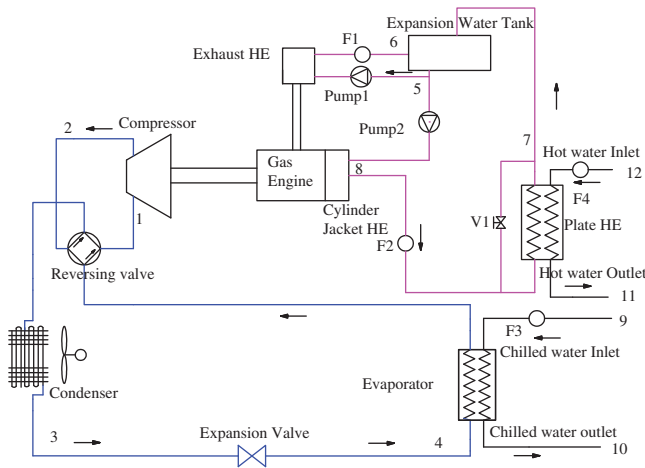 Expansion Water Tank
F1
6
Exhaust HE
5
Pump1
Pump2
2
Compressor
7
Hot water Inlet
12
Gas
Engine
8
F4
1
Cylinder
Jacket HE
V1
Plate HE
F2
Reversing valve
Hot water Outlet
11
9
F3
Chilled water Inlet
Evaporator
Condenser
3
Expansion Valve
4
Chilled water outlet
10